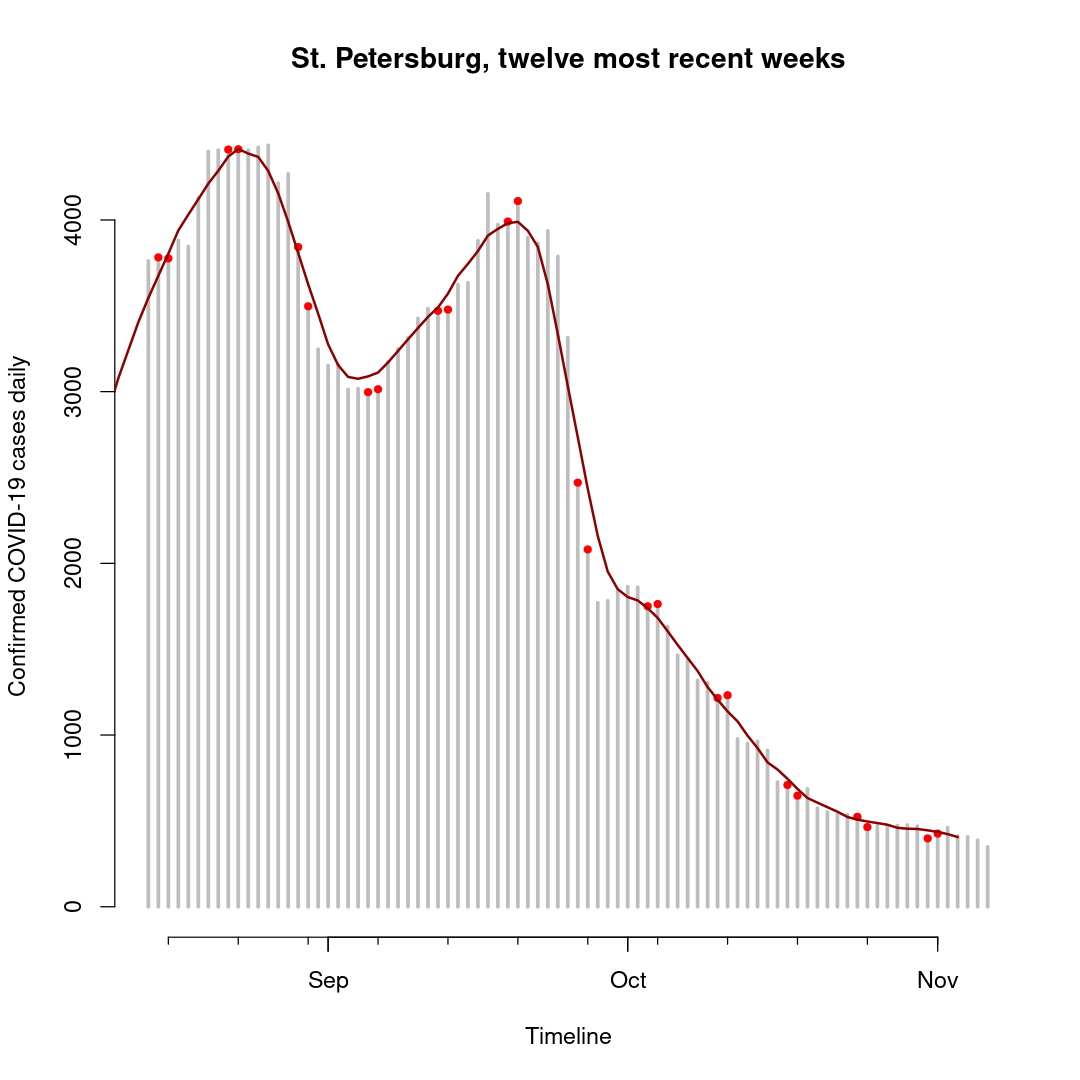 St. Petersburg, twelve most recent weeks
Confirmed COVID-19 cases daily
4000
3000
2000
1000
0
Sep Oct Nov
Timeline